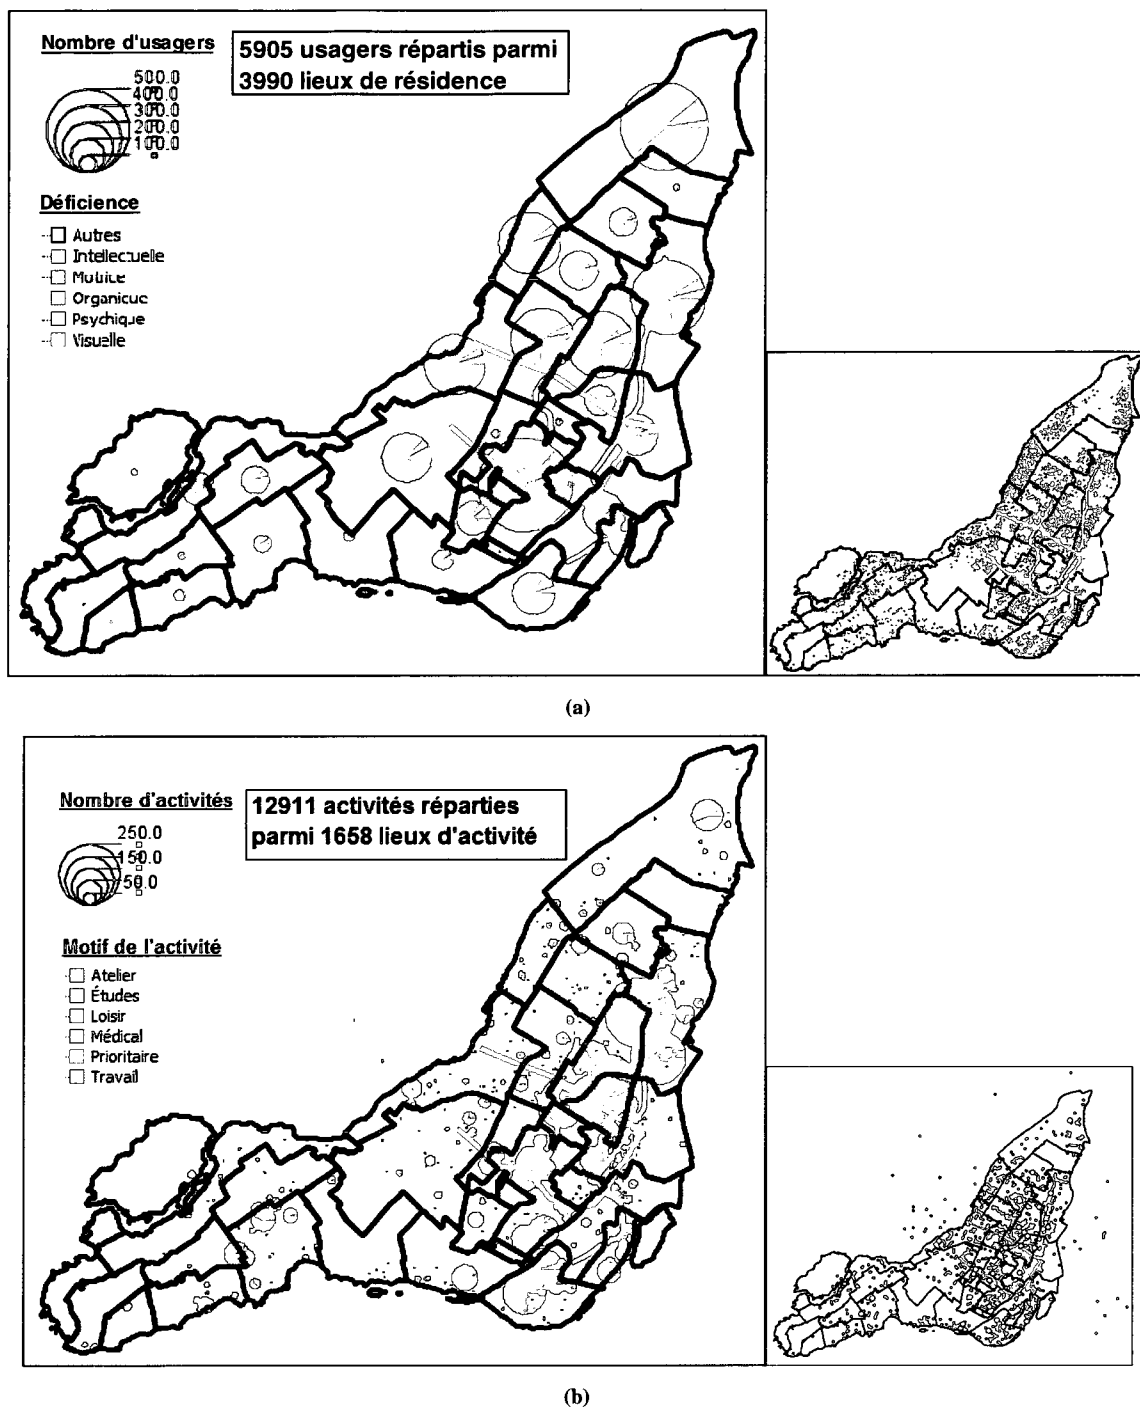 Nombre d'usagers
5905 usagers répartis parmi
3990 lieux de résidence
500.0
400.0
300.0
200.0
100.0
Déficience
Autres
Intellectuelle
Motrice
Organique
Psychique
Visuelle
(a)
Nombre d'activités
12911 activités réparties
parmi 1658 lieux d'activité
250.0
150.0
50.0
Motif de l'activité
Atelier
Études
Loisir
Médical
Prioritaire
Travail
(b)